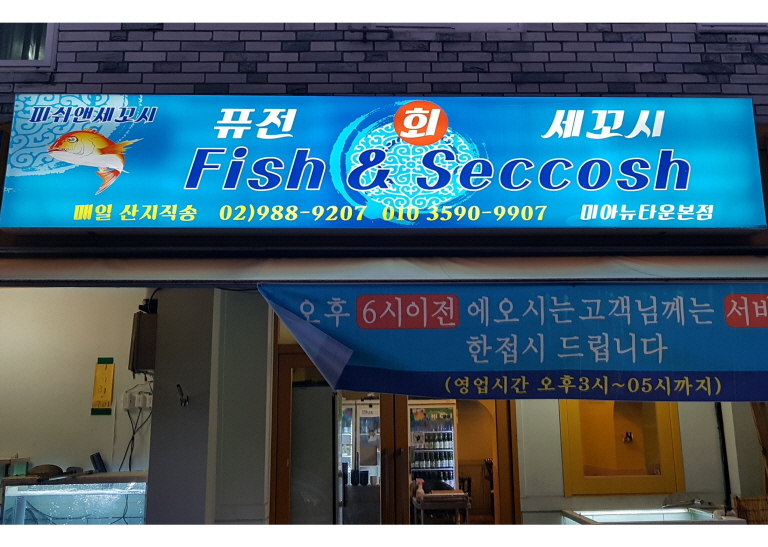 피쉬앤세꼬시
퓨전 회 세꼬시
Fish & Seccosh
매일 산지직송 02)988-9207 010 3590-9907 미아뉴타운본점
오후 6시이전 에오시는고객님께는 서비
한접시 드립니다
(영업시간 오후3시~05시까지)